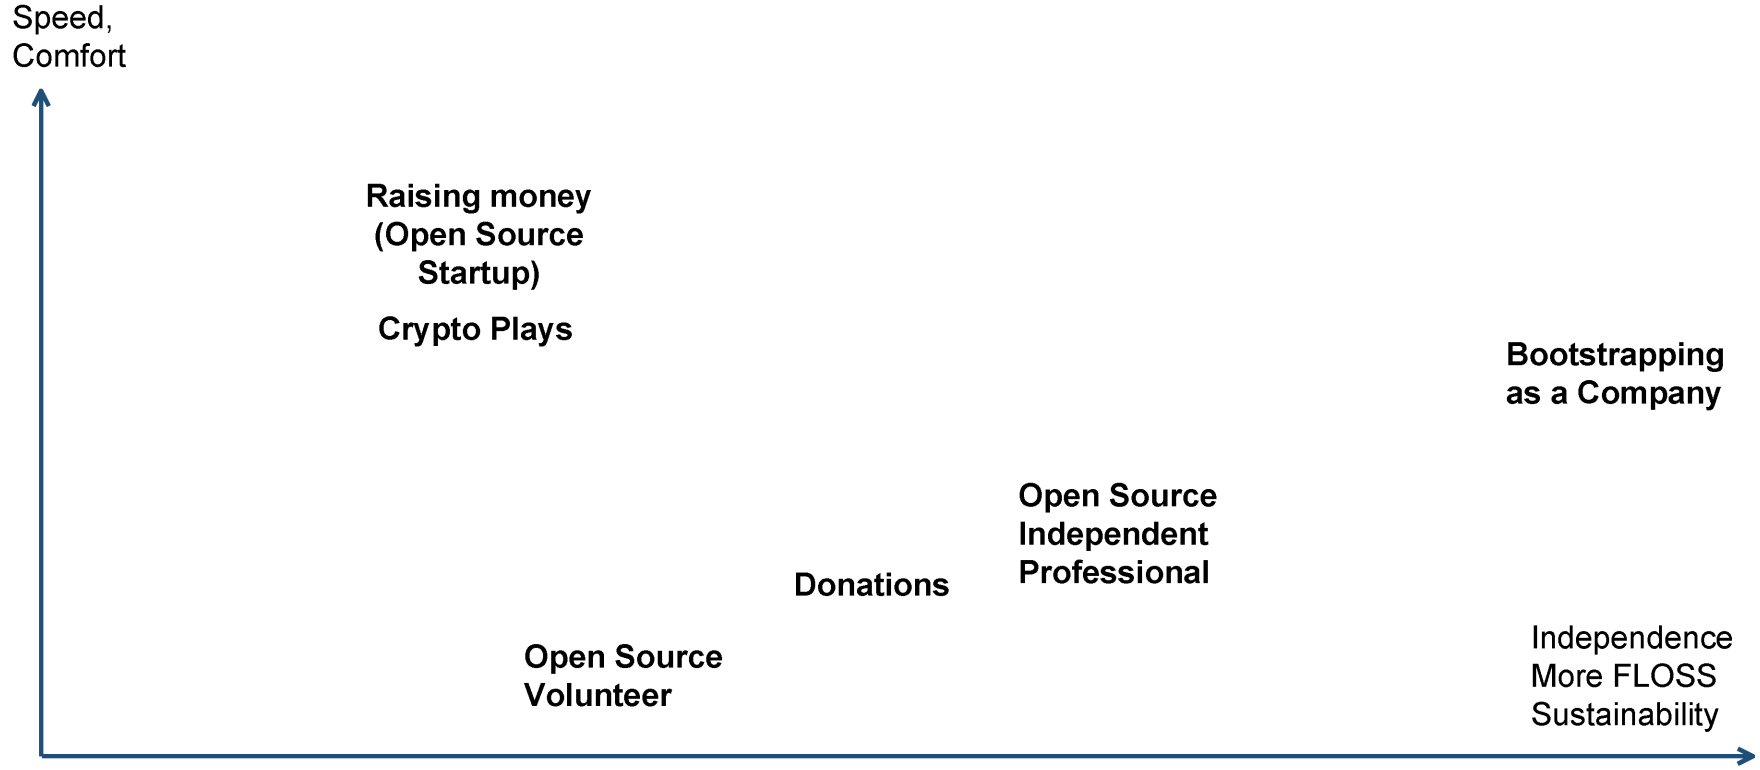 Speed,
Comfort
Raising money
(Open Source
Startup)
Crypto Plays
Bootstrapping
as a Company
Open Source
Independent
Professional
Donations
Open Source
Volunteer
Independence
More FLOSS
Sustainability